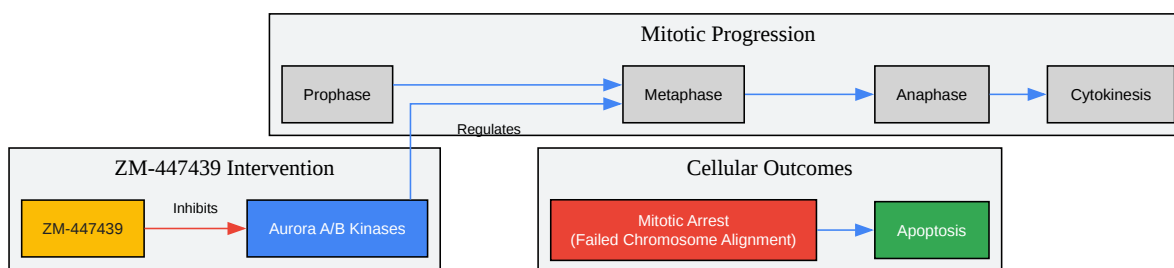 Mitotic Progression
Prophase
Metaphase
Anaphase
Cytokinesis
Regulates
ZM-447439 Intervention
ZM-447439
Inhibits
Aurora A/B Kinases
Cellular Outcomes
Mitotic Arrest
(Failed Chromosome Alignment)
Apoptosis